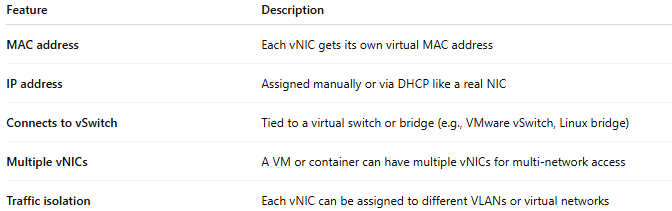 Feature Description
MAC address Each vNIC gets its own virtual MAC address
IP address Assigned manually or via DHCP like a real NIC
Connects to vSwitch Tied to a virtual switch or bridge (e.g., VMware vSwitch, Linux bridge)
Multiple vNICs A VM or container can have multiple vNICs for multi-network access
Traffic isolation Each vNIC can be assigned to different VLANs or virtual networks